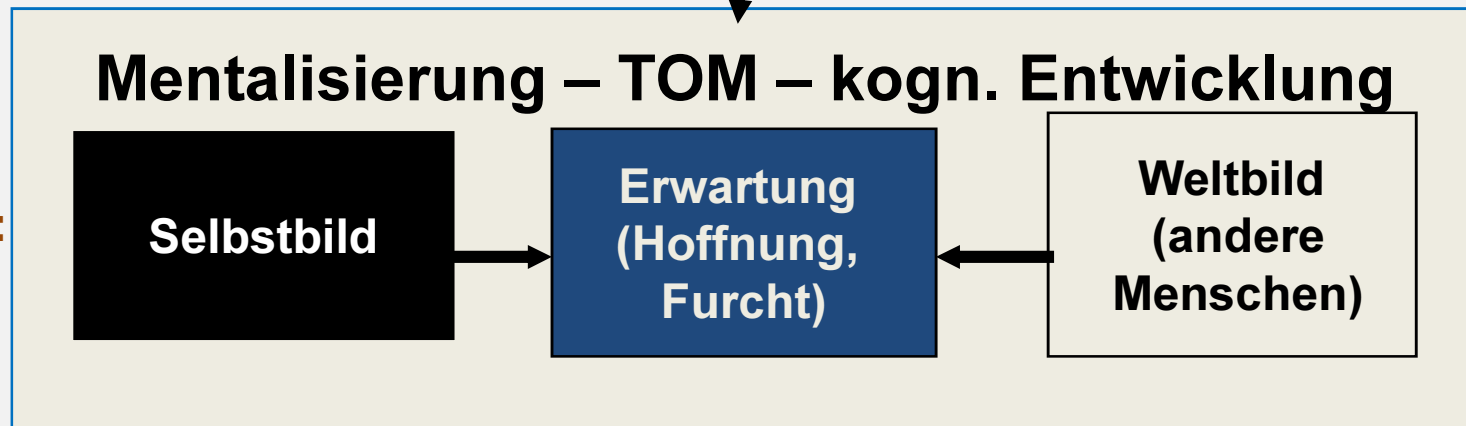 Mentalisierung – TOM – kogn. Entwicklung
:
Selbstbild
Erwartung
(Hoffnung,
Furcht)
Weltbild
(andere
Menschen)